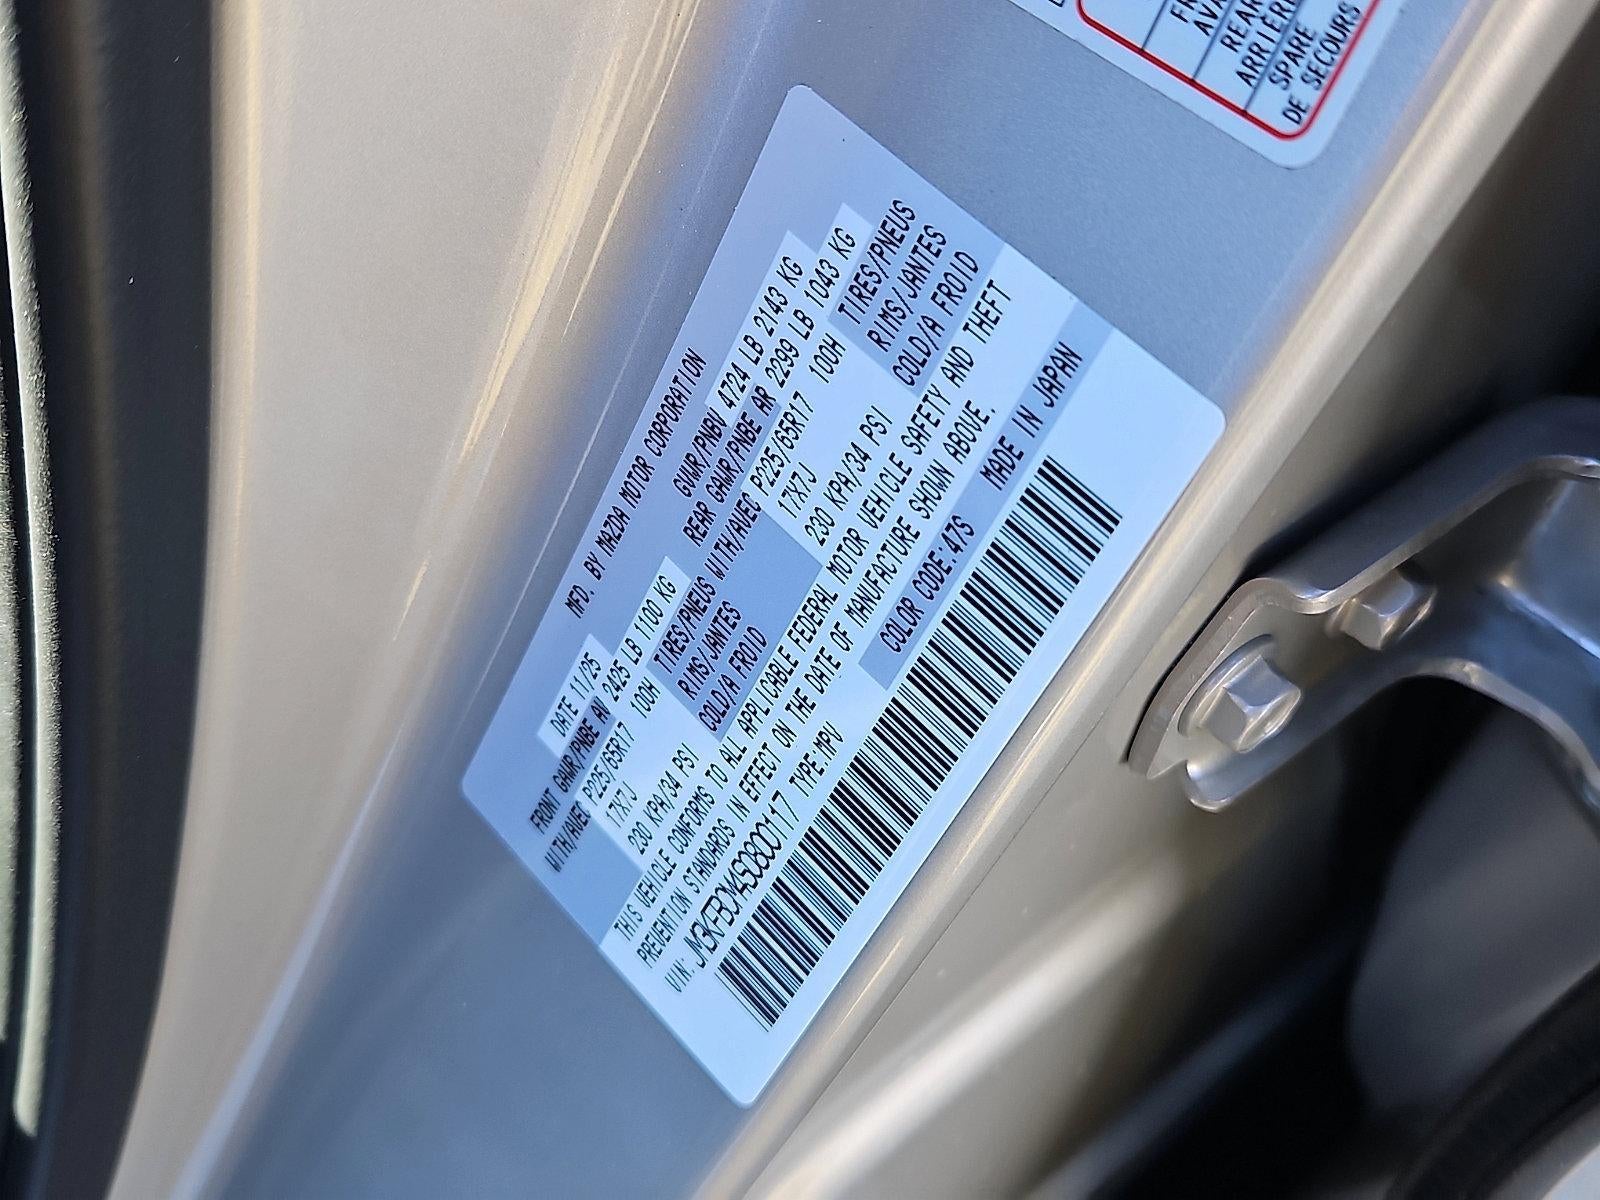 FR
AVA
REAR
ARRIÈRE
SPARE
DE SECOURS
MFD. BY MAZDA MOTOR CORPORATION
DATE 11/25 GVWR/PNBV 4724 LB 2143 KG
FRONT GAWR/PNBE AV 2425 LB 1100 KG REAR GAWR/PNBE AR 2299 LB 1043 KG
WITH/AVEC P225/65R17 100H TIRES/PNEUS WITH/AVEC P225/65R17 100H TIRES/PNEUS
17X7J RIMS/JANTES 17X7J RIMS/JANTES
230 KPA/34 PSI COLD/A FROID 230 KPA/34 PSI COLD/A FROID
THIS VEHICLE CONFORMS TO ALL APPLICABLE FEDERAL MOTOR VEHICLE SAFETY AND THEFT
PREVENTION STANDARDS IN EFFECT ON THE DATE OF MANUFACTURE SHOWN ABOVE.
VIN: TYPE:MPV COLOR CODE:47S MADE IN JAPAN